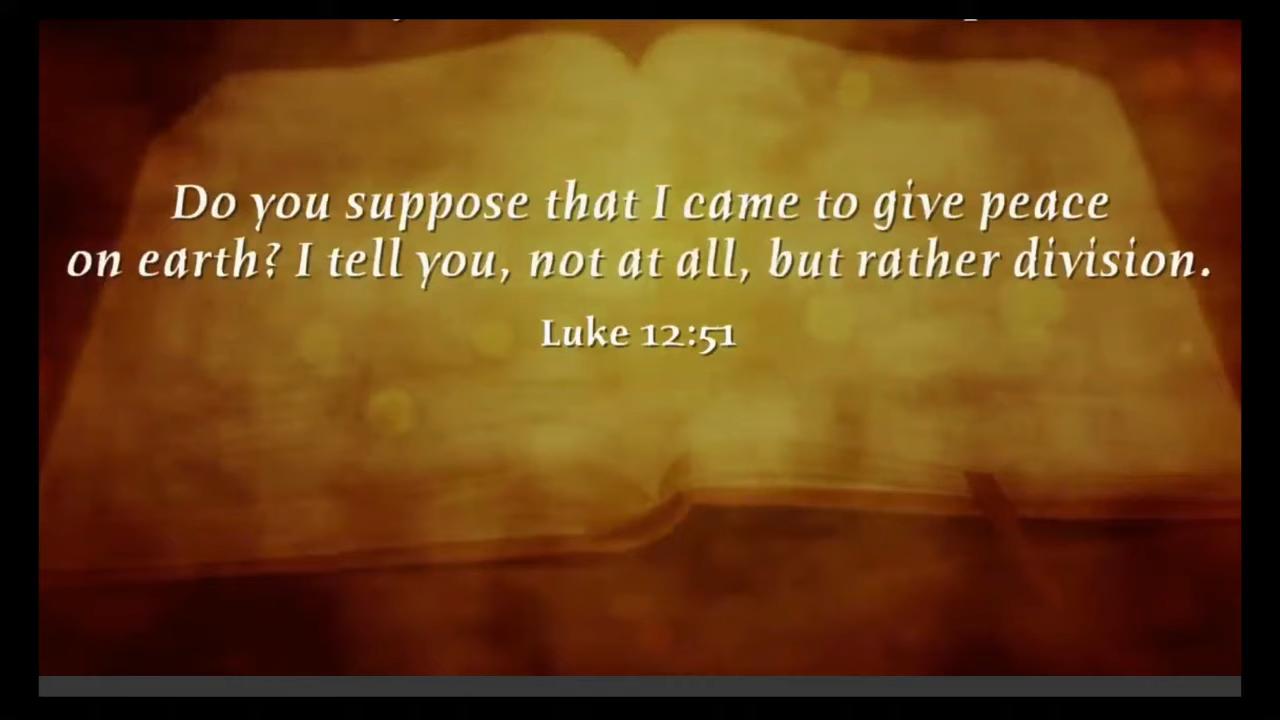 Do you suppose that I came to give peace
on earth? I tell you, not at all, but rather division.
Luke 12:51